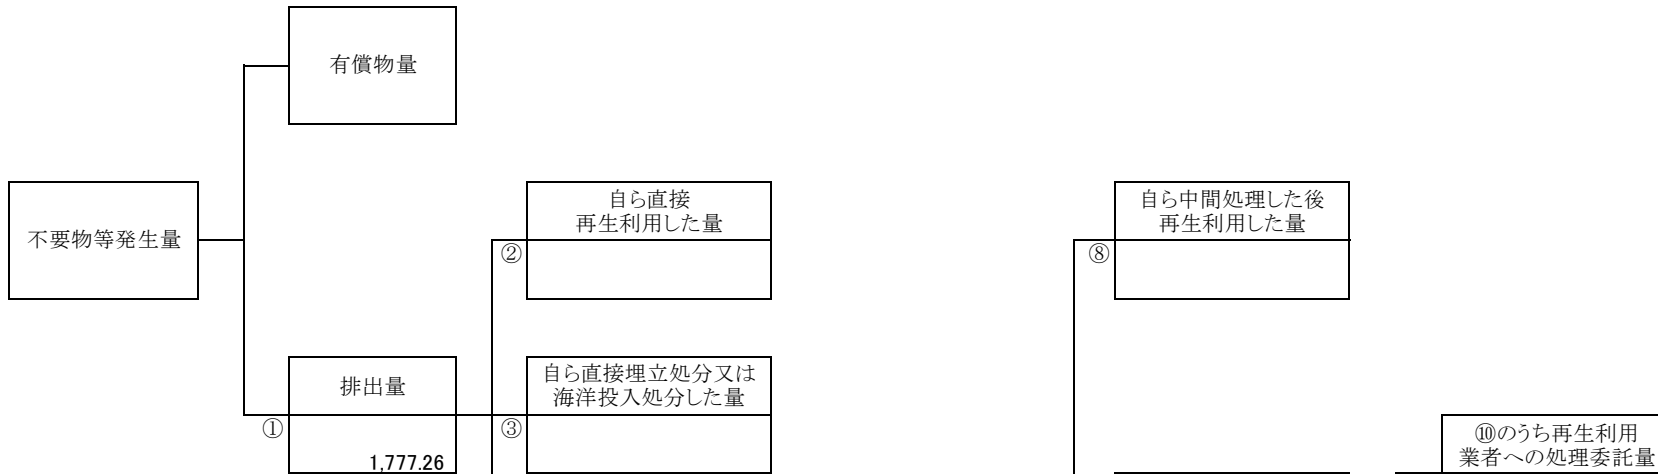 有償物量
不要物等発生量
自ら直接
再生利用した量
②
自ら中間処理した後
再生利用した量
⑧
排出量
①
1,777.26
自ら直接埋立処分又は
海洋投入処分した量
③
⑩のうち再生利用
業者への処理委託量